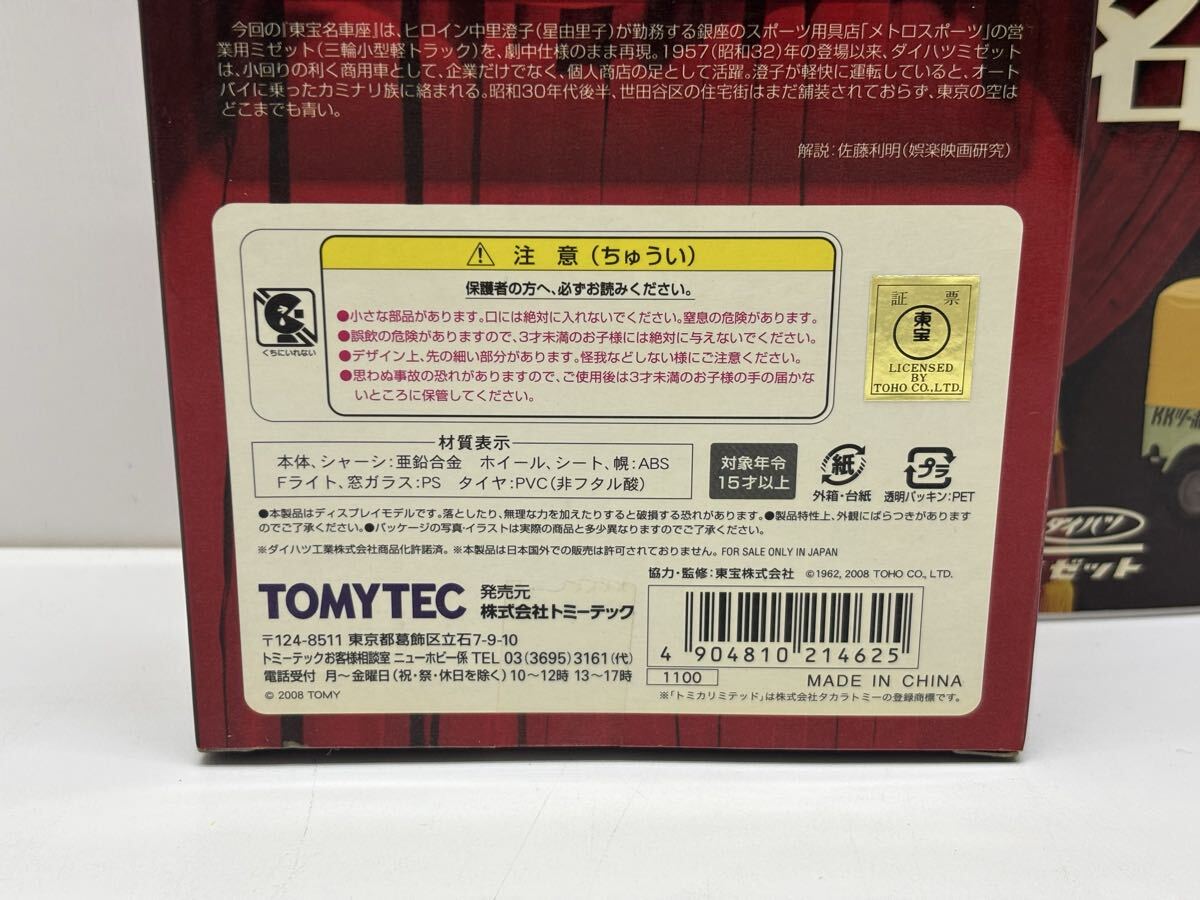 今回の『東宝名車座』は、ヒロイン中里澄子(星由里子)が勤務する銀座のスポーツ用具店「メトロスポーツ」の営
業用ミゼット(三輪小型軽トラック)を、劇中仕様のまま再現。1957(昭和32)年の登場以来、ダイハツミゼット
は、小回りの利く商用車として、企業だけでなく、個人商店の足として活躍。澄子が軽快に運転していると、オート
バイに乗ったカミナリ族に絡まれる。昭和30年代後半、世田谷区の住宅街はまだ舗装されておらず、東京の空は
どこまでも青い。
解説:佐藤利明(娯楽映画研究)
注 意(ちゅうい)
保護者の方へ、必ずお読みください。
●小さな部品があります。口には絶対に入れないでください。窒息の危険があります。
●誤飲の危険がありますので、3才未満のお子様には絶対に与えないでください。
●デザイン上、先の細い部分があります。怪我などしない様にご注意ください。
●思わぬ事故の恐れがありますので、ご使用後は3才未満のお子様の手の届かな
いところに保管してください。
くちにいれない
証 票
東宝
LICENSED
BY
TOHO CO.,LTD.
材質表示
本体、シャーシ:亜鉛合金 ホイール、シート、幌:ABS
Fライト、窓ガラス:PS タイヤ:PVC(非フタル酸)
対象年令
15才以上
紙
外箱・台紙
プラ
透明パッキン:PET
●本製品はディスプレイモデルです。落としたり、無理な力を加えたりすると破損する恐れがあります。●製品特性上、外観にばらつきがあります
のでご了承ください。●パッケージの写真・イラストは実際の商品と多少異なりますのでご了承ください。
※ダイハツ工業株式会社商品化許諾済。※本製品は日本国外での販売は許可されておりません。FOR SALE ONLY IN JAPAN
TOMYTEC
発売元
株式会社トミーテック
〒124-8511 東京都葛飾区立石7-9-10
トミーテックお客様相談室 ニューホビー係 TEL 03(3695)3161(代)
電話受付 月〜金曜日(祝・祭・休日を除く)10〜12時 13〜17時
© 2008 TOMY
協力・監修:東宝株式会社 ©1962, 2008 TOHO CO., LTD.
4 904810 214625
1100
MADE IN CHINA
※「トミカリミテッド」は株式会社タカラトミーの登録商標です。
名
ダイハツ
ゼット